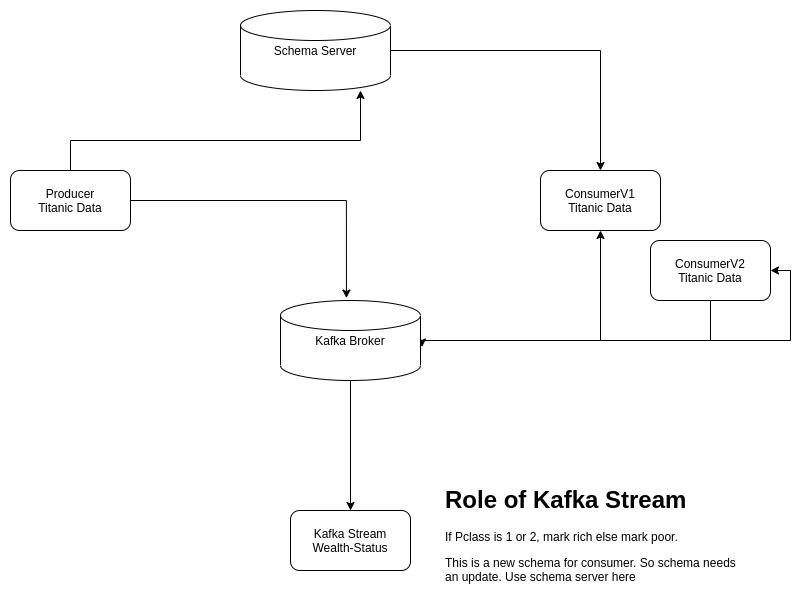 Schema Server
Producer
Titanic Data
ConsumerV1
Titanic Data
ConsumerV2
Titanic Data
Kafka Broker
Kafka Stream
Wealth-Status
Role of Kafka Stream
If Pclass is 1 or 2, mark rich else mark poor.
This is a new schema for consumer. So schema needs
an update. Use schema server here